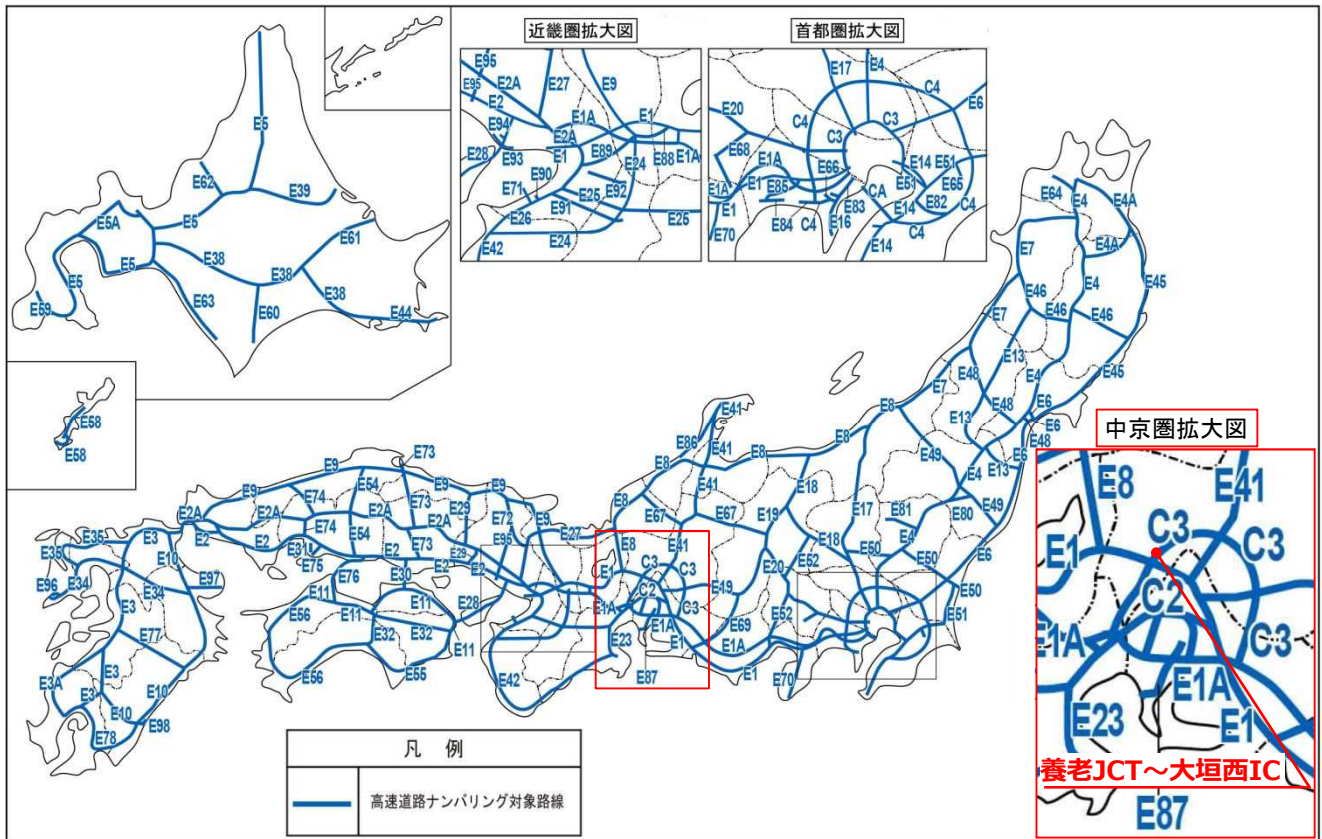 近畿圏拡大図
首都圏拡大図
E95
E2A
E27
E9
E95
E2
E1A
E1
E94
E2A
E28
E93
E1
E89
E24
E88
E1A
E90
E71
E25
E92
E91
E26
E25
E42
E24
E17
E4
C4
E6
E20
C4
C3
C3
E68
E1A
E66
E14
E51
E1A
E1
E85
CA
E51
E65
E1
E83
E14
E82
C4
E70
E84
C4
E16
C4
E14
E5
E62
E39
E5A
E5
E61
E38
E5
E5
E38
E38
E59
E63
E60
E44
E58
E58
E64
E4
E4A
E7
E4A
E4
E45
E46
E7
E46
E46
E13
E48
E4
E45
E7
E48
E13
E6
E6
E48
E8
E6
E13
E49
E4
E41
E86
E41
E8
E8
E8
E41
E18
E17
E81
E80
E49
E67
E67
E19
E4
E18
E50
E50
E6
E8
E52
E50
E41
E20
E19
E1
C3
C3
C2
C3
E52
E51
E1A
E1A
E69
E23
E1
E1A
E87
E1
E70
E73
E9
E9
E74
E54
E73
E9
E29
E72
E9
E27
E2A
E2A
E2A
E2A
E95
E2
E2
E74
E54
E73
E31
E75
E2
E2
E29
E2
E76
E30
E28
E11
E11
E11
E56
E32
E32
E11
E56
E55
E42
E35
E3
E35
E10
E96
E34
E97
E34
E3
E77
E3
E3A
E3
E10
E10
E98
E78
中京圏拡大図
E8
E41
C3
E1
C3
C2
E1A
C3
E1A
E23
E1
養老JCT～大垣西IC
E87
凡 例
高速道路ナンバリング対象路線